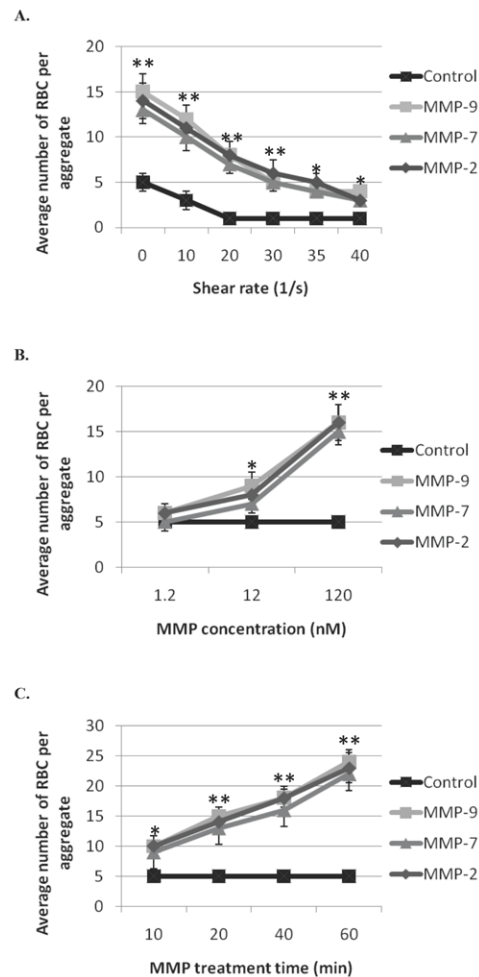 A.
Average number of RBC per
aggregate
20
15
10
5
0
** ** ** ** * *
0 10 20 30 35 40
Shear rate (1/s)
Control
MMP-9
MMP-7
MMP-2
B.
Average number of RBC per
aggregate
20
15
10
5
0
* **
1.2 12 120
MMP concentration (nM)
Control
MMP-9
MMP-7
MMP-2
C.
Average number of RBC per
aggregate
30
25
20
15
10
5
0
* ** ** **
10 20 40 60
MMP treatment time (min)
Control
MMP-9
MMP-7
MMP-2